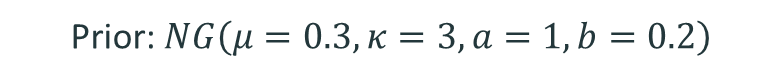 Prior: NG(μ = 0.3, κ = 3, a = 1, b = 0.2)